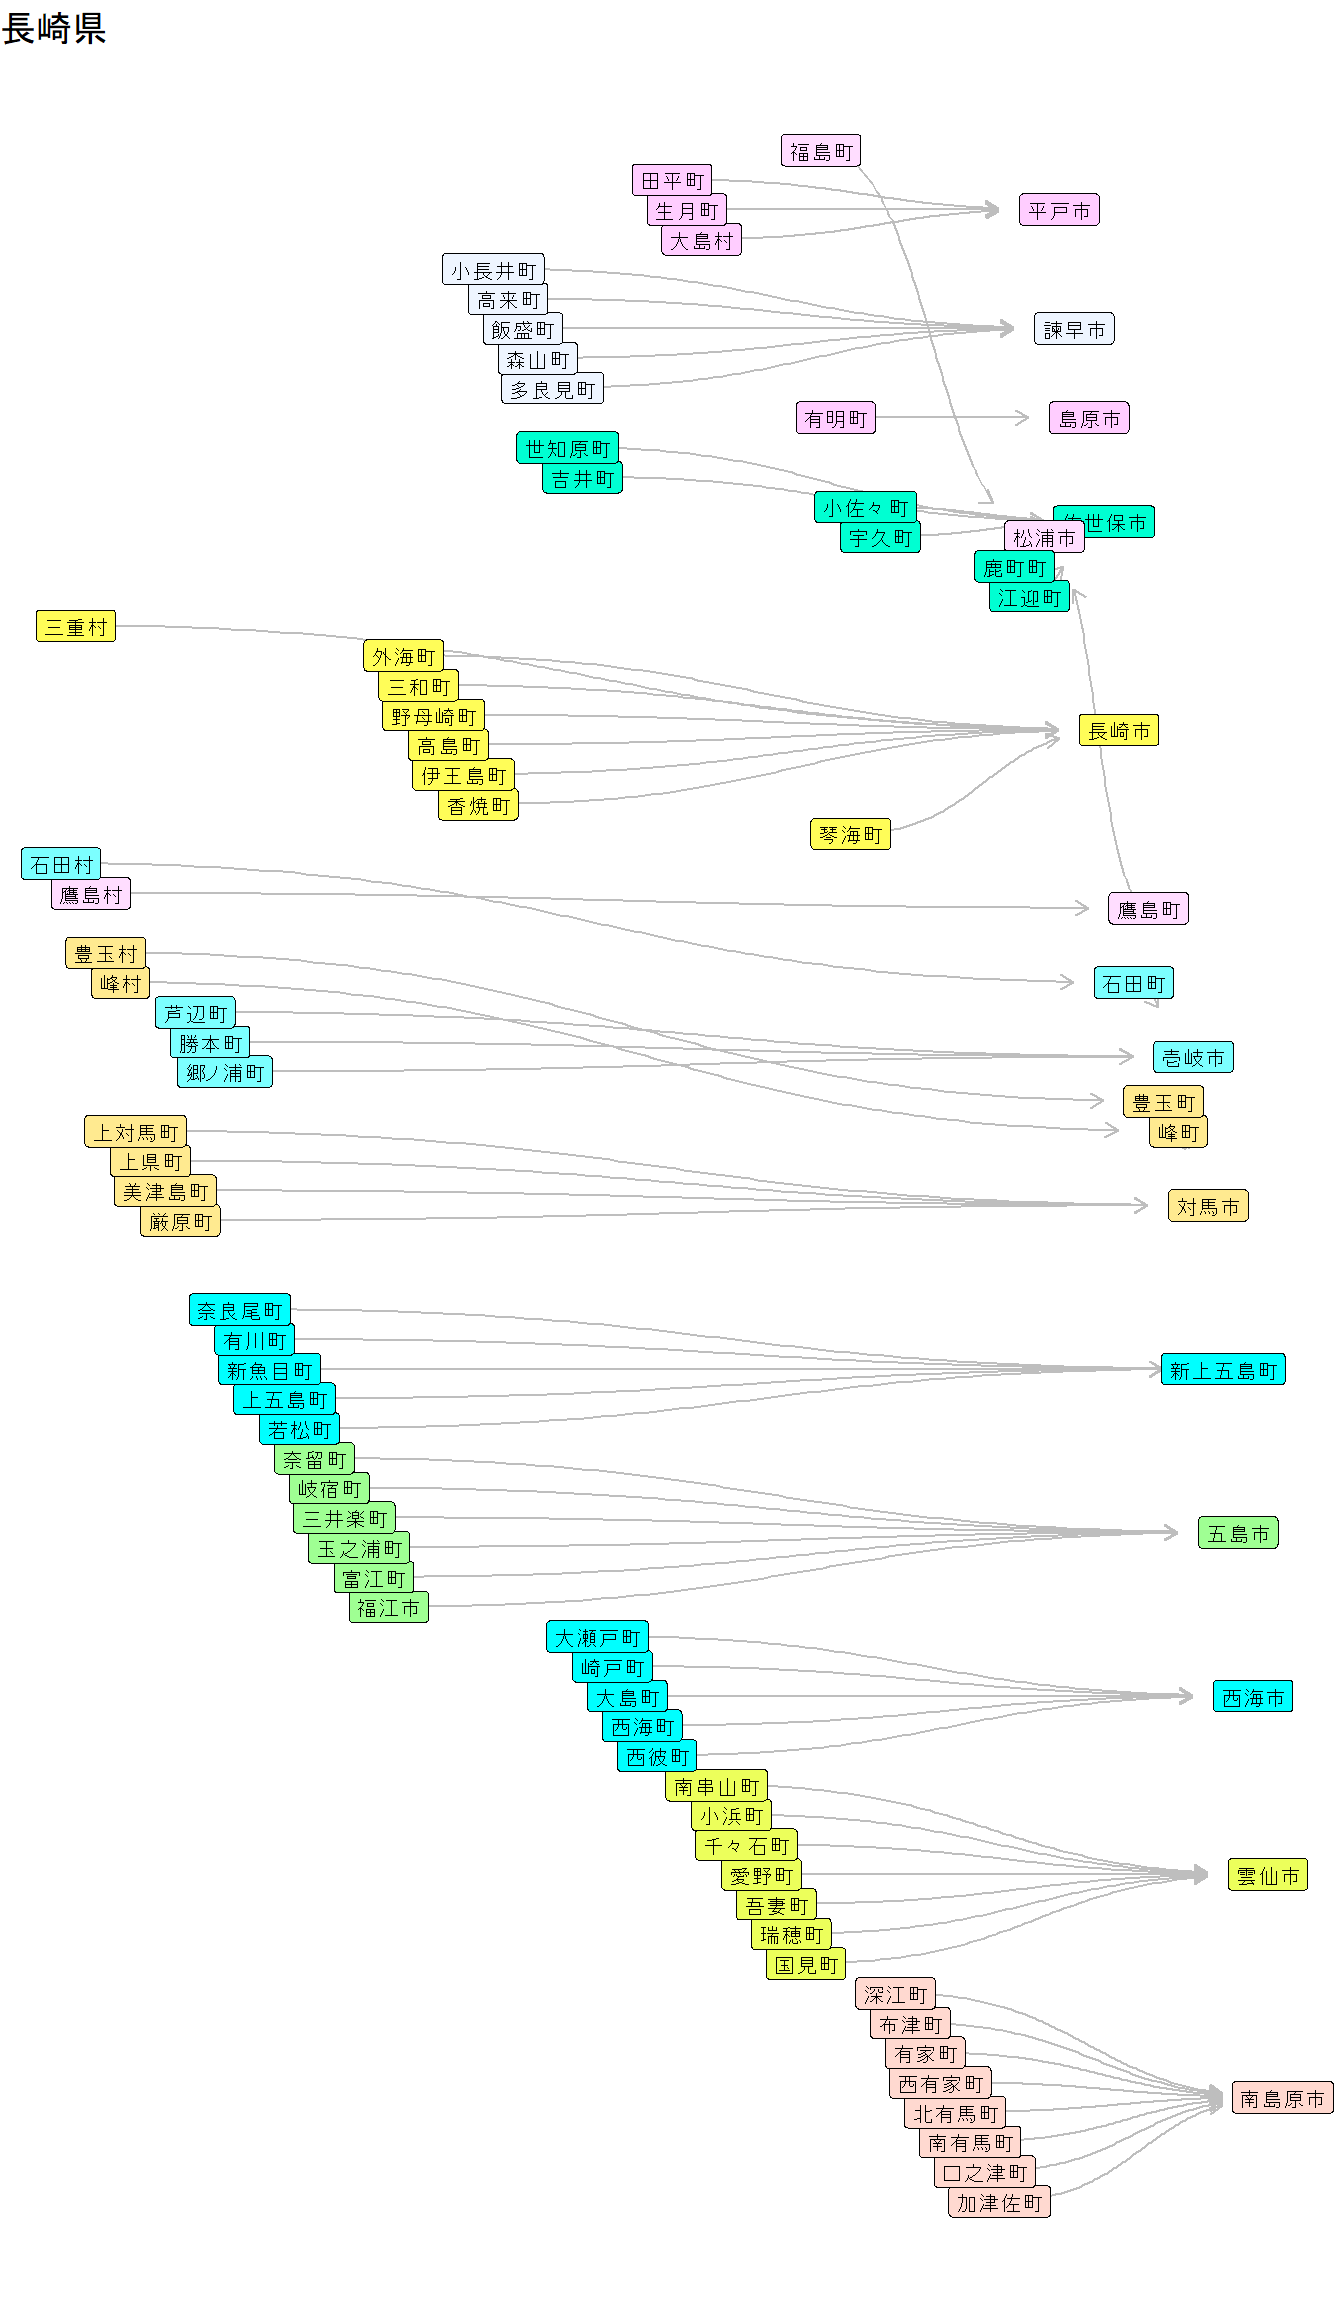 長崎県
福島町
田平町
生月町
平戸市
大島村
小長井町
高来町
飯盛町
諫早市
森山町
多良見町
有明町
島原市
世知原町
吉井町
小佐々町
佐世保市
宇久町
松浦市
鹿町町
江迎町
三重村
外海町
三和町
野母崎町
長崎市
高島町
伊王島町
香焼町
琴海町
石田村
鷹島村
鷹島町
豊玉村
峰村
石田町
芦辺町
勝本町
壱岐市
郷ノ浦町
豊玉町
上対馬町
峰町
上県町
美津島町
対馬市
厳原町
奈良尾町
有川町
新魚目町
新上五島町
上五島町
若松町
奈留町
岐宿町
三井楽町
五島市
玉之浦町
富江町
福江市
大瀬戸町
崎戸町
大島町
西海市
西海町
西彼町
南串山町
小浜町
千々石町
愛野町
雲仙市
吾妻町
瑞穂町
国見町
深江町
布津町
有家町
西有家町
南島原市
北有馬町
南有馬町
口之津町
加津佐町